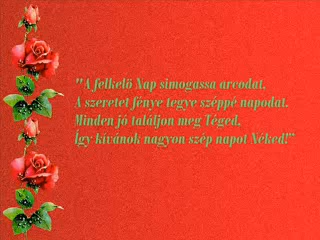 "A felkelő Nap simogassa arcodat,
A szeretet fénye tegye széppé napodat.
Minden jó találjon meg Téged,
Így kívánok nagyon szép napot Néked!"